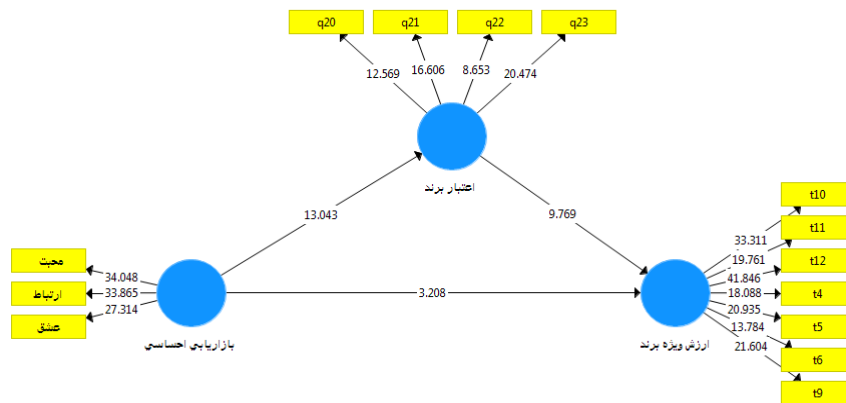 q20
q21
q22
q23
12.569
16.606
8.653
20.474
اعتبار برند
13.043
9.769
محبت
ارتباط
عشق
34.048
33.865
27.314
بازاریابی احساسی
3.208
ارزش ویژه برند
33.311
19.761
41.846
18.088
20.935
13.784
21.604
t10
t11
t12
t4
t5
t6
t9